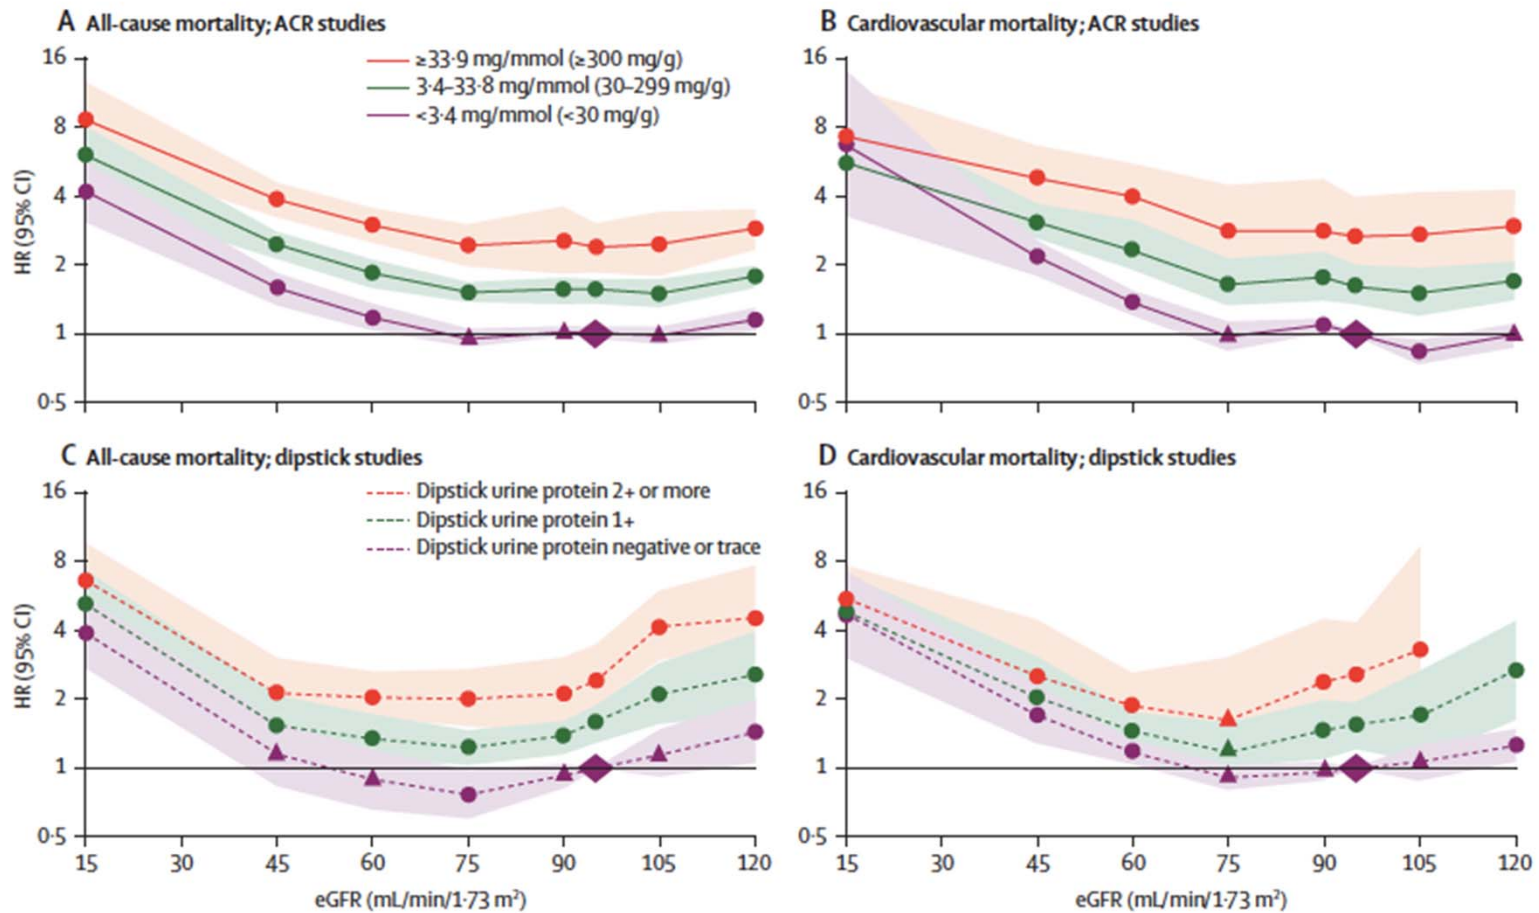 A All-cause mortality; ACR studies
16
8
4
2
1
0·5
HR (95% CI)
≥33·9 mg/mmol (≥300 mg/g)
3·4–33·8 mg/mmol (30–299 mg/g)
<3·4 mg/mmol (<30 mg/g)
B Cardiovascular mortality; ACR studies
16
8
4
2
1
0·5
C All-cause mortality; dipstick studies
16
8
4
2
1
0·5
HR (95% CI)
Dipstick urine protein 2+ or more
Dipstick urine protein 1+
Dipstick urine protein negative or trace
15 30 45 60 75 90 105 120
eGFR (mL/min/1·73 m²)
D Cardiovascular mortality; dipstick studies
16
8
4
2
1
0·5
15 30 45 60 75 90 105 120
eGFR (mL/min/1·73 m²)